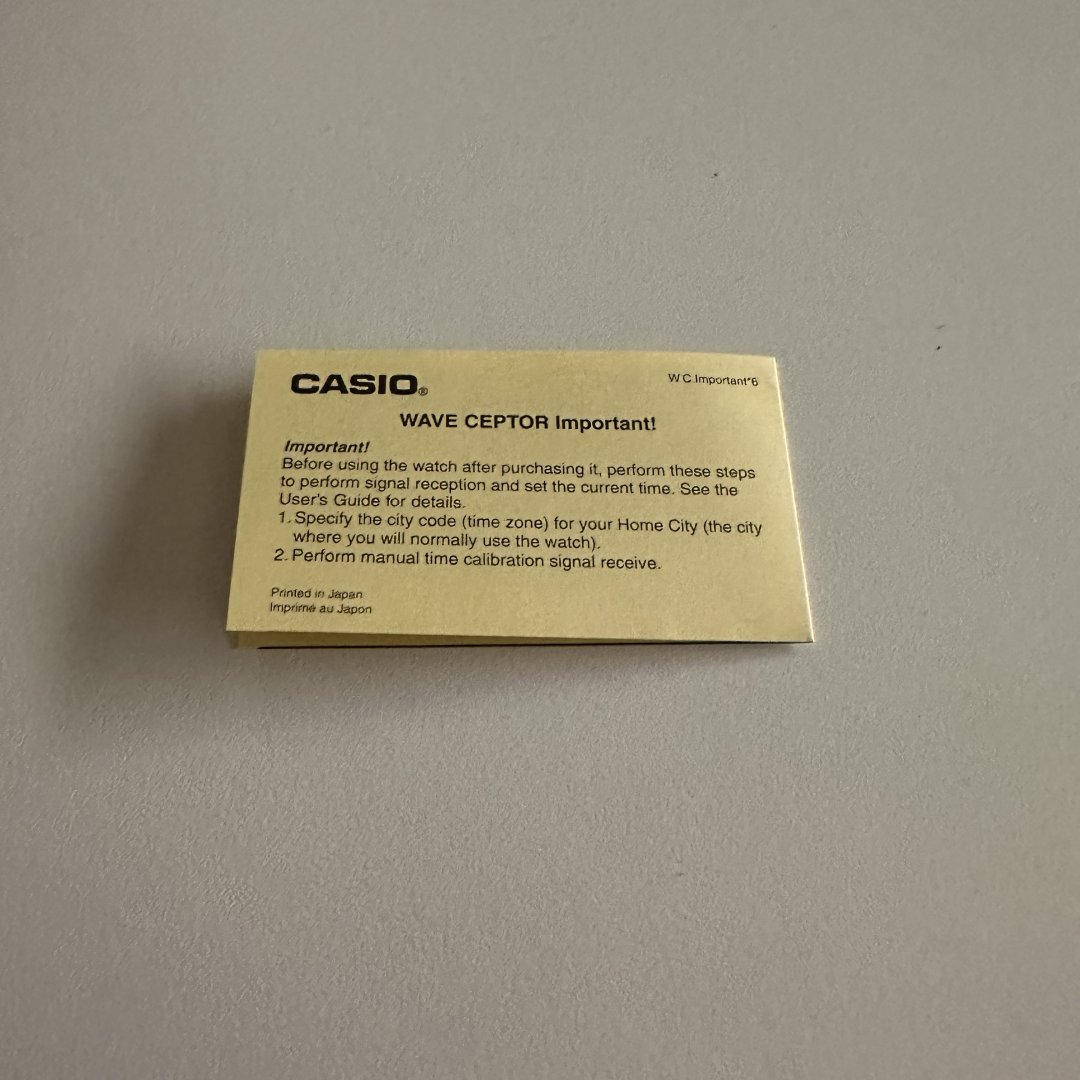 CASIO®
W C.Important*6
WAVE CEPTOR Important!
Important!
Before using the watch after purchasing it, perform these steps
to perform signal reception and set the current time. See the
User's Guide for details.
1. Specify the city code (time zone) for your Home City (the city
where you will normally use the watch).
2. Perform manual time calibration signal receive.
Printed in Japan
Imprimé au Japon